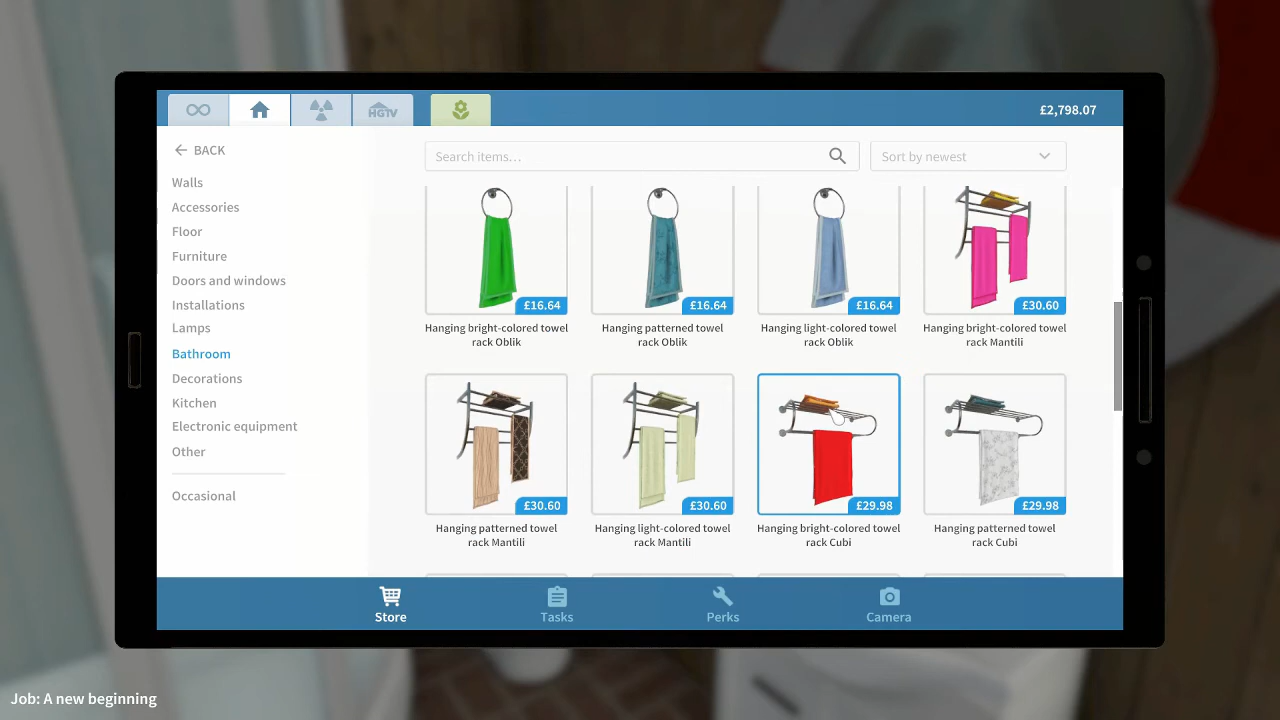 HGTV
£2,798.07
BACK
Search items...
Sort by newest
Walls
Accessories
Floor
Furniture
Doors and windows
Installations
Lamps
Bathroom
Decorations
Kitchen
Electronic equipment
Other
Occasional
£16.64
£16.64
£16.64
£30.60
Hanging bright-colored towel
rack Oblik
Hanging patterned towel
rack Oblik
Hanging light-colored towel
rack Oblik
Hanging bright-colored towel
rack Mantili
£30.60
£30.60
£29.98
£29.98
Hanging patterned towel
rack Mantili
Hanging light-colored towel
rack Mantili
Hanging bright-colored towel
rack Cubi
Hanging patterned towel
rack Cubi
Store
Tasks
Perks
Camera
Job: A new beginning